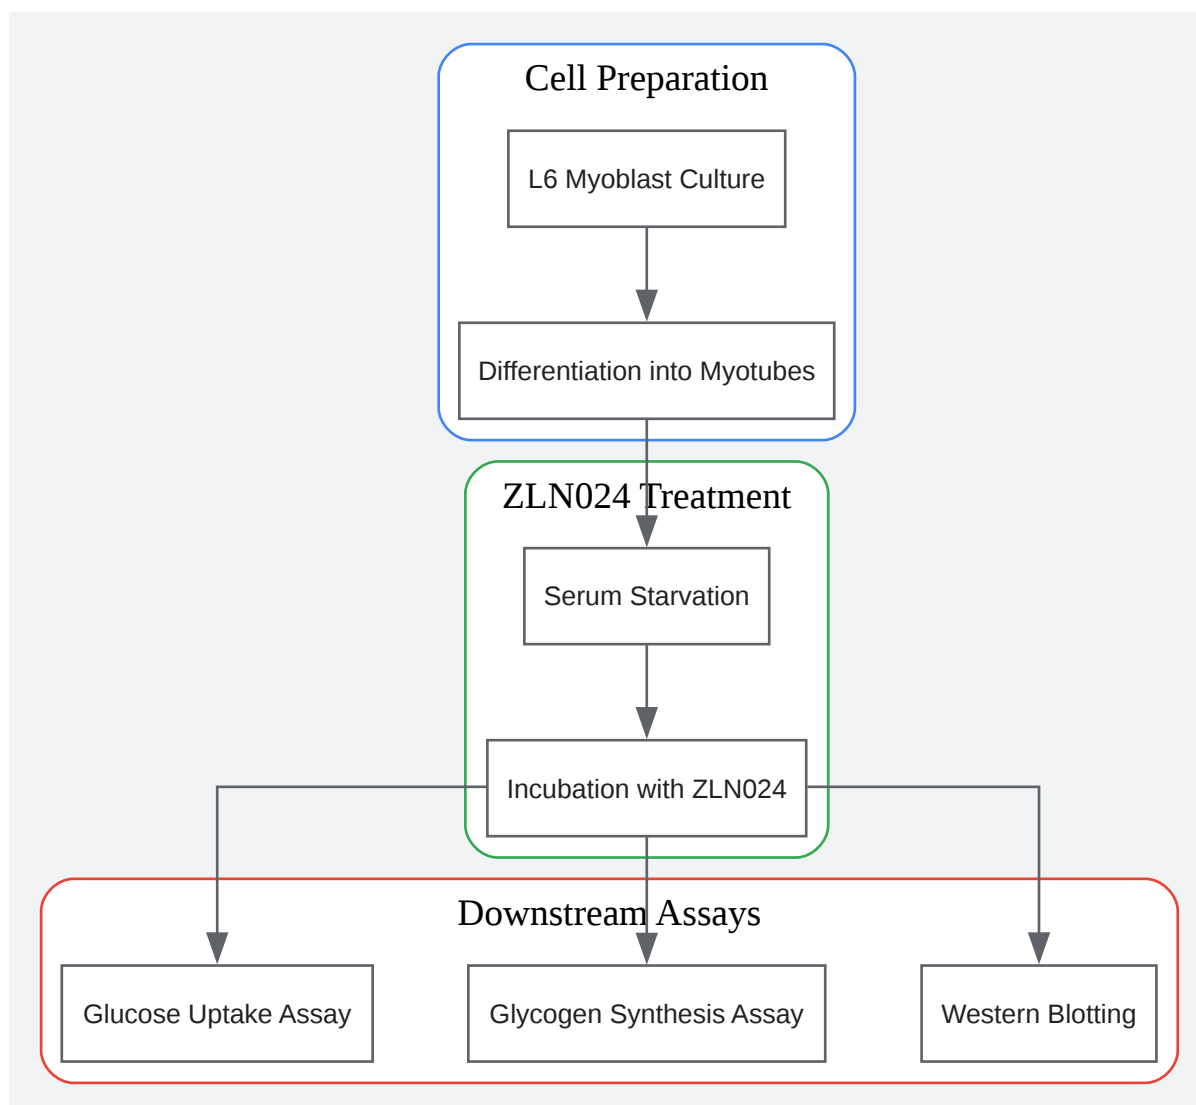 Cell Preparation
L6 Myoblast Culture
Differentiation into Myotubes
ZLN024 Treatment
Serum Starvation
Incubation with ZLN024
Downstream Assays
Glucose Uptake Assay
Glycogen Synthesis Assay
Western Blotting